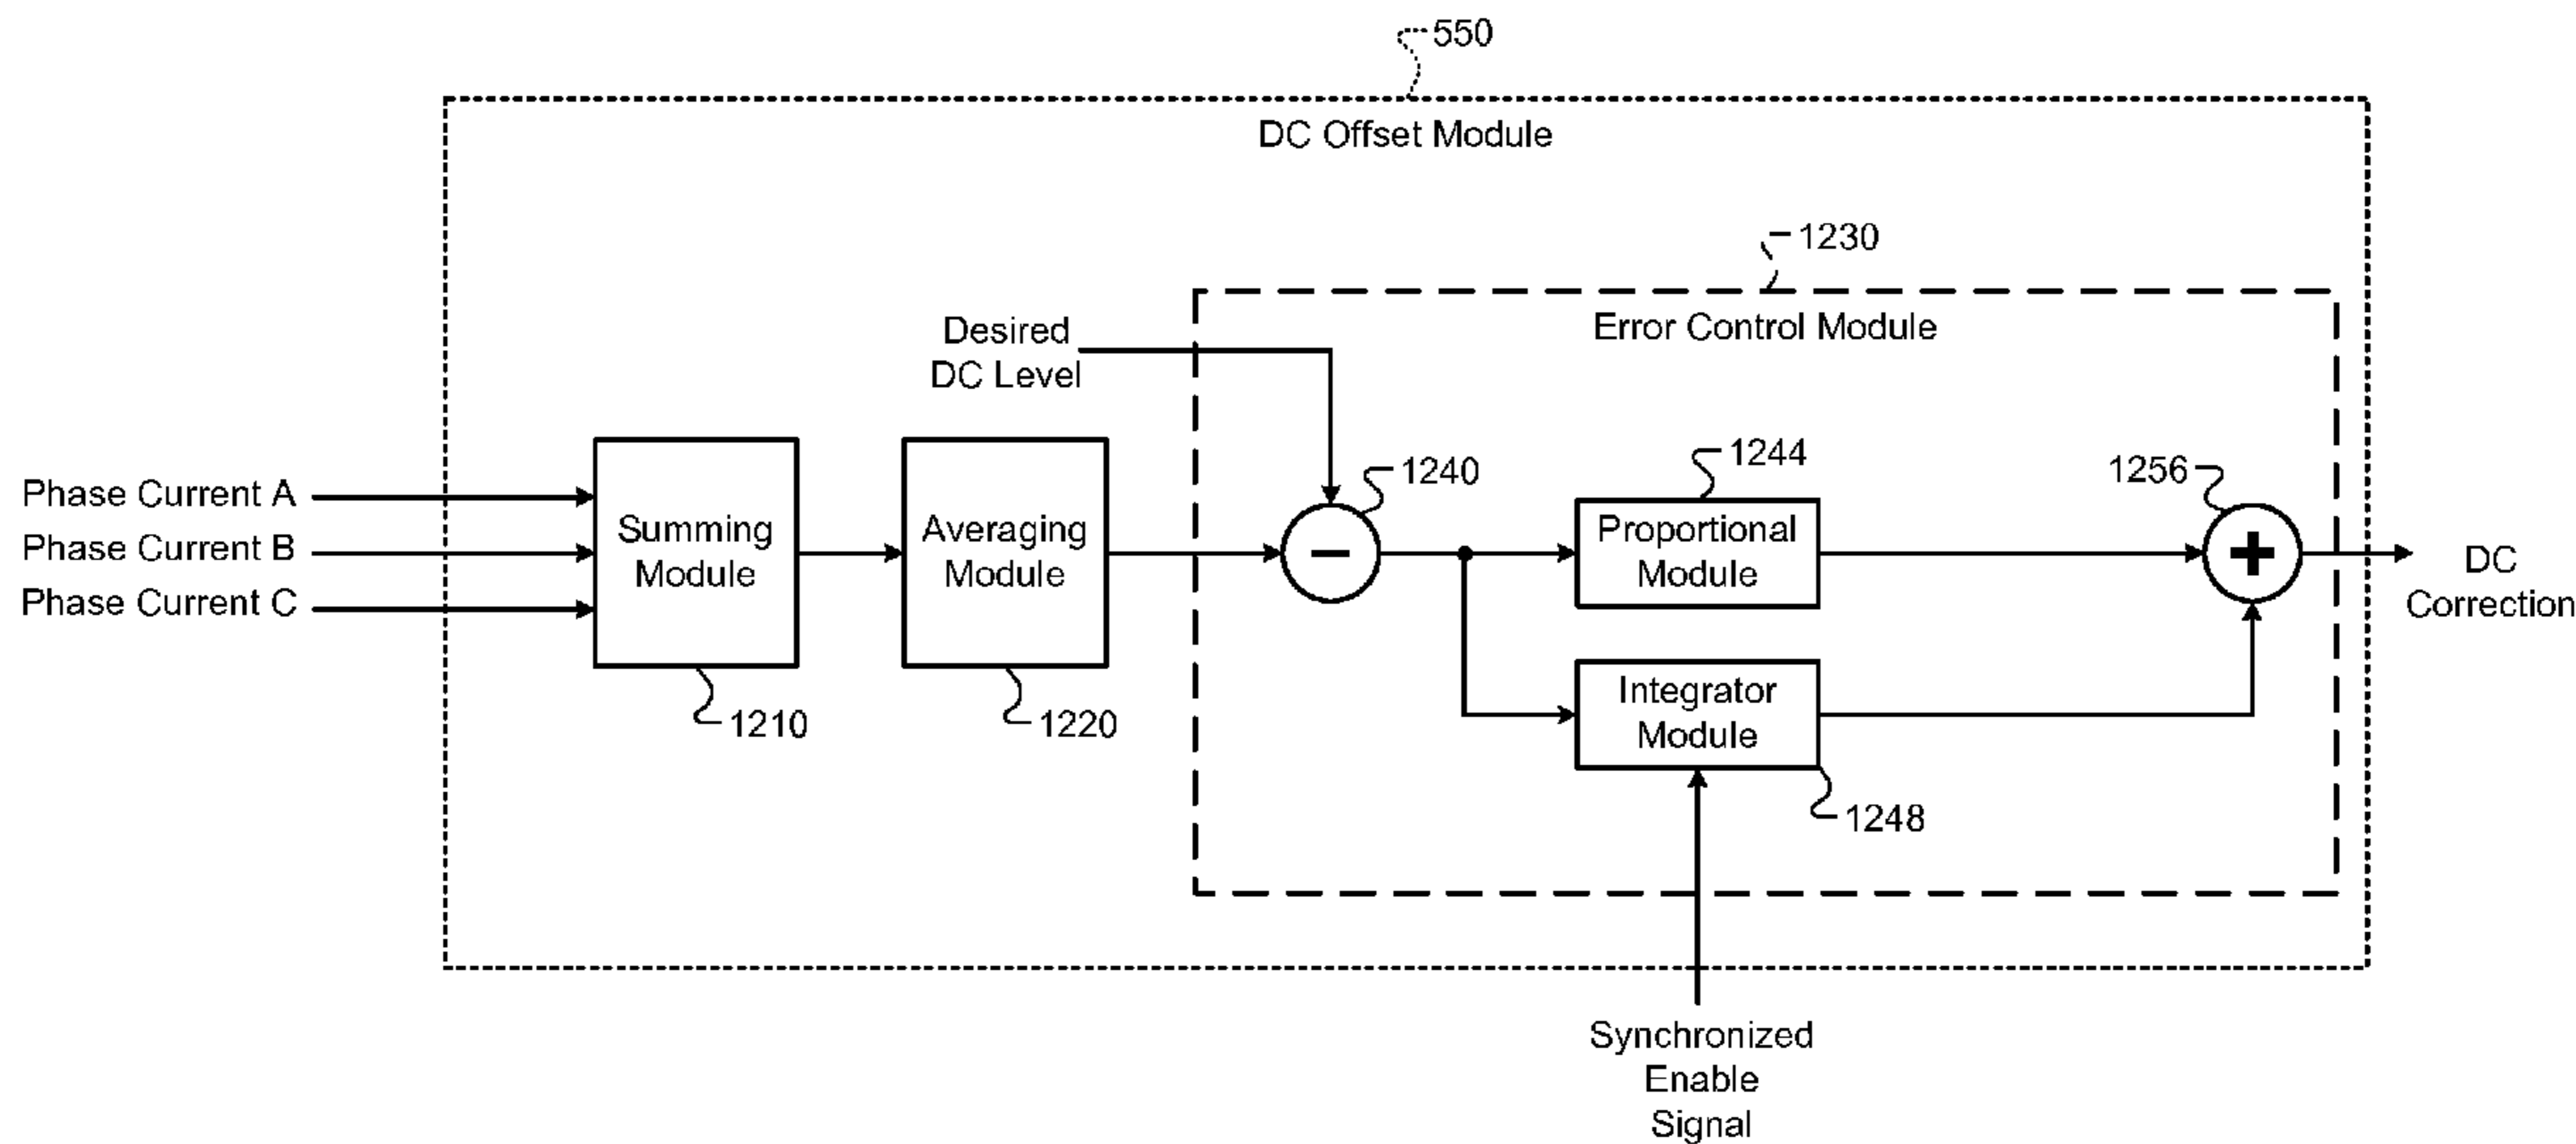 550
DC Offset Module
1230
Error Control Module
Desired
DC Level
1240
1244
1256
Phase Current A
Phase Current B
Phase Current C
Summing
Module
Averaging
Module
−
Proportional
Module
+
DC
Correction
Integrator
Module
1210
1220
1248
Synchronized
Enable
Signal